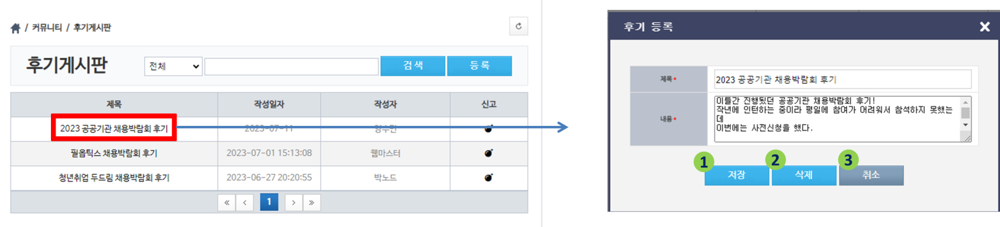 / 커뮤니티 / 후기게시판
후기게시판 전체 검색 등록
제목 작성일자 작성자 신고
2023 공공기관 채용박람회 후기 2023-07-11
필옵틱스 채용박람회 후기 2023-07-01 15:13:08 웹마스터
청년취업 두드림 채용박람회 후기 2023-06-27 20:20:55 박노드
« ‹ 1 › »
후기 등록
제목• 2023 공공기관 채용박람회 후기
내용•
이틀간 진행됬던 공공기관 채용박람회 후기!
작년에 인턴하는 중이라 평일에 참여가 어려워서 참석하지 못했는
데
이번에는 사전신청을 했다.
1 2 3
저장 삭제 취소